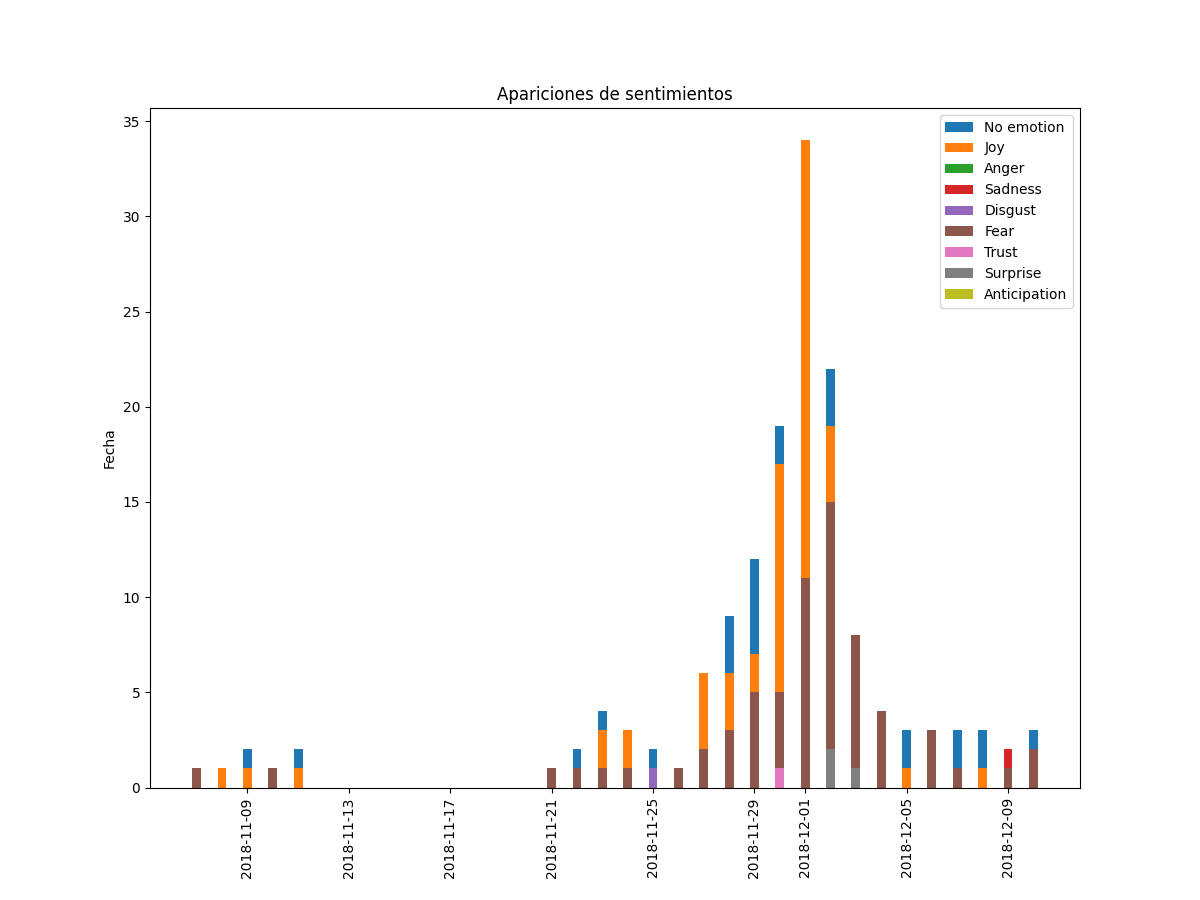 Apariciones de sentimientos
35
30
25
20
15
10
5
0
Fecha
No emotion
Joy
Anger
Sadness
Disgust
Fear
Trust
Surprise
Anticipation
2018-11-09
2018-11-13
2018-11-17
2018-11-21
2018-11-25
2018-11-29
2018-12-01
2018-12-05
2018-12-09